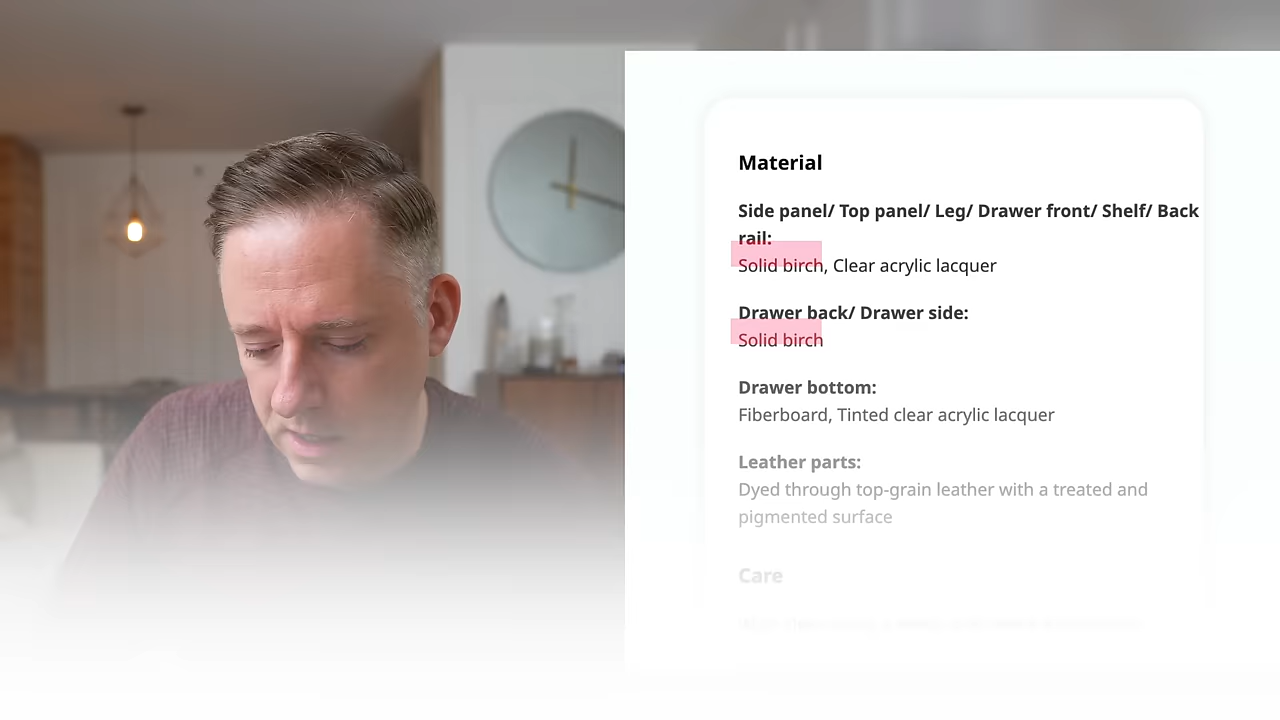 Material
Side panel/ Top panel/ Leg/ Drawer front/ Shelf/ Back
rail:
Solid birch, Clear acrylic lacquer
Drawer back/ Drawer side:
Solid birch
Drawer bottom:
Fiberboard, Tinted clear acrylic lacquer
Leather parts:
Dyed through top-grain leather with a treated and
pigmented surface
Care